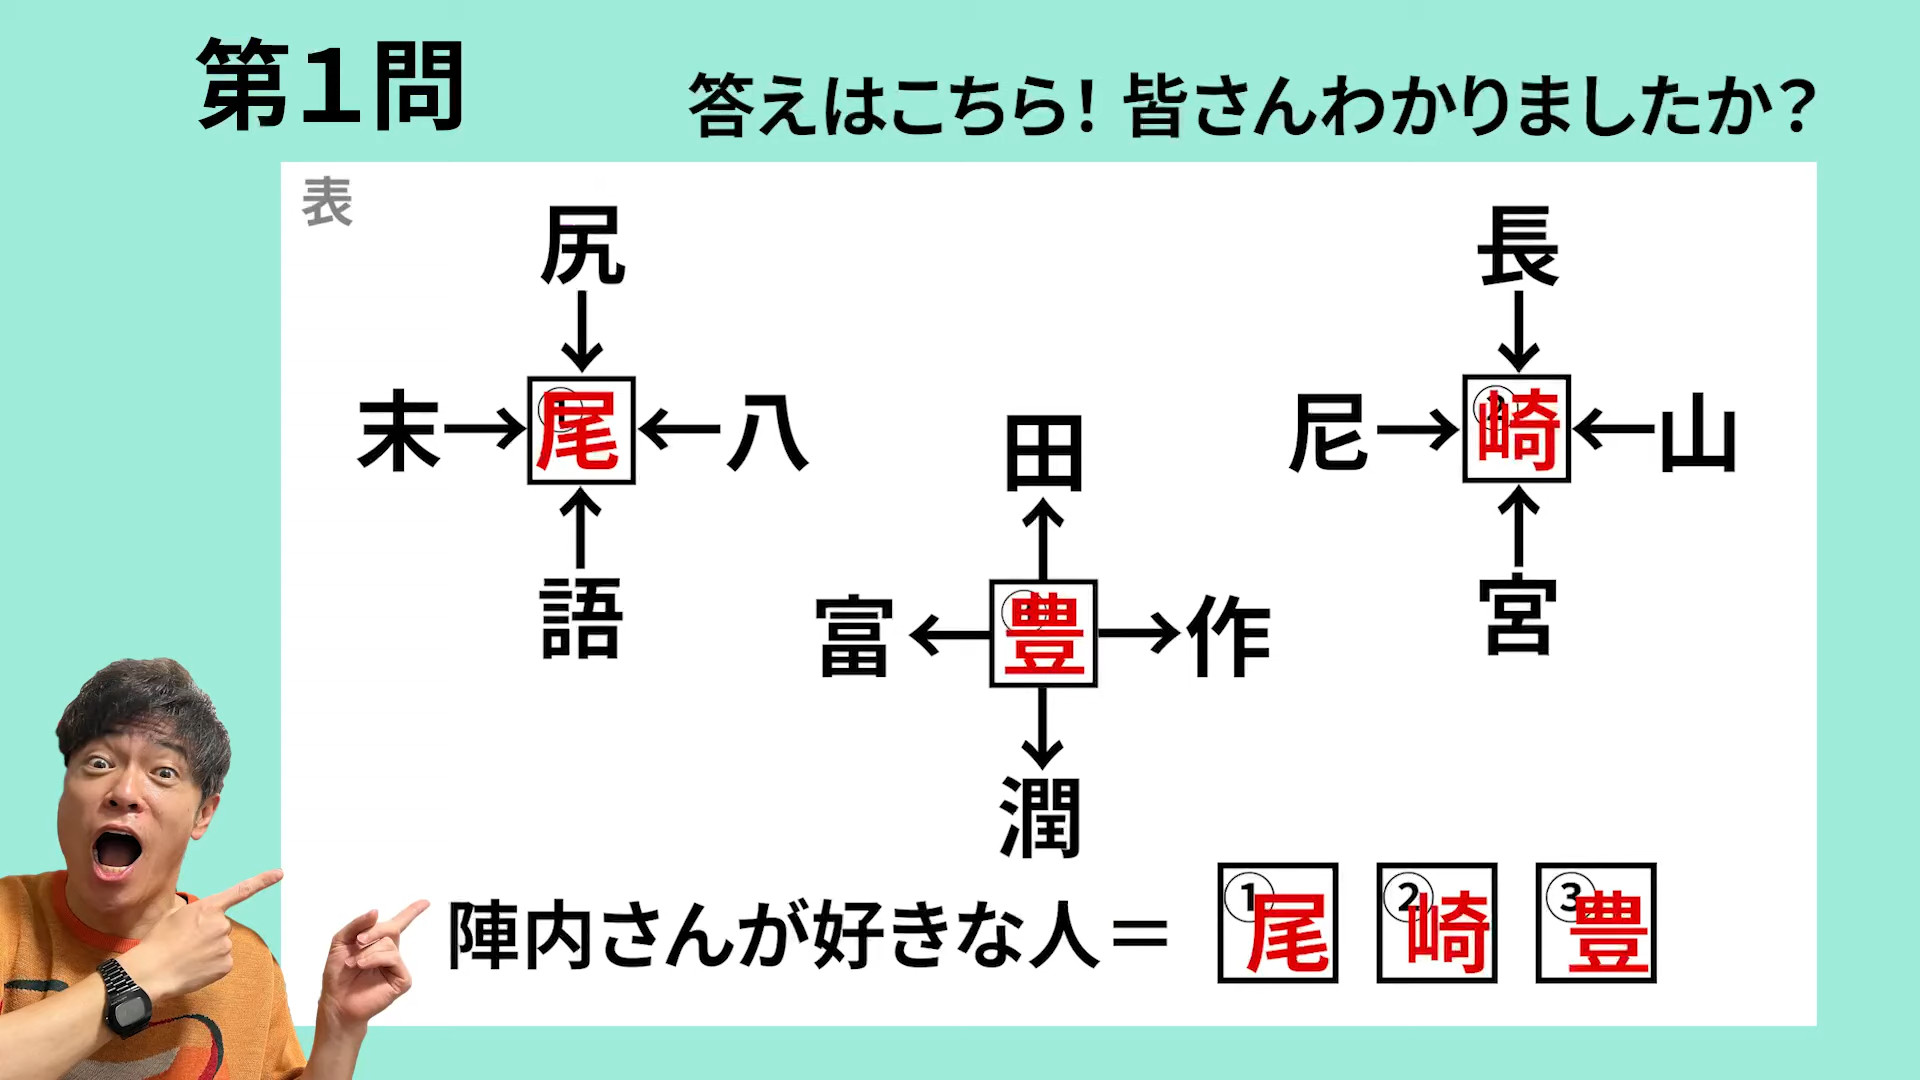 第1問
答えはこちら！皆さんわかりましたか？
表
尻
↓
末→①尾←八
↑
語
長
↓
尼→②崎←山
↑
宮
田
↑
富←豊→作
↓
潤
陣内さんが好きな人＝①尾 ②崎 ③豊